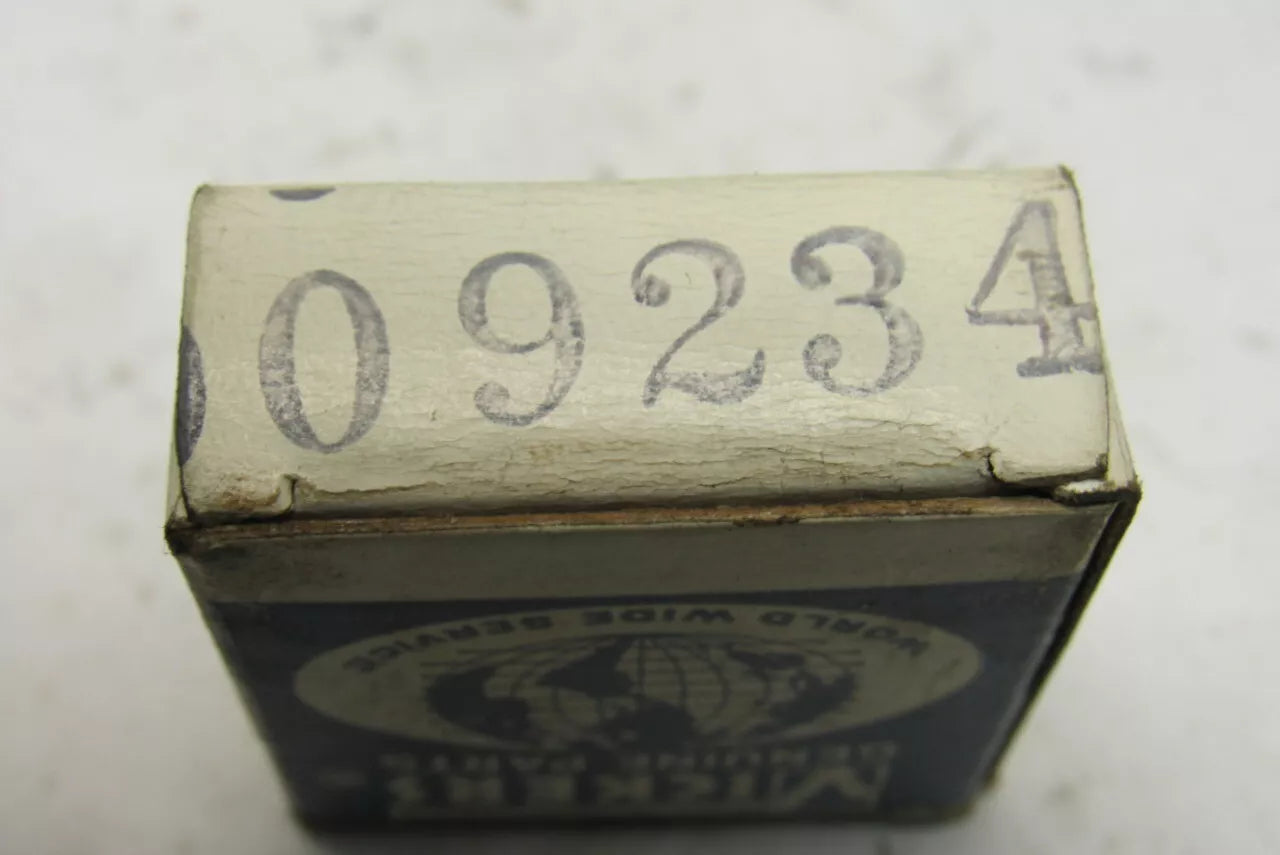 09234
WORLD WIDE SERVICE
GENUINE PARTS
VICKERS